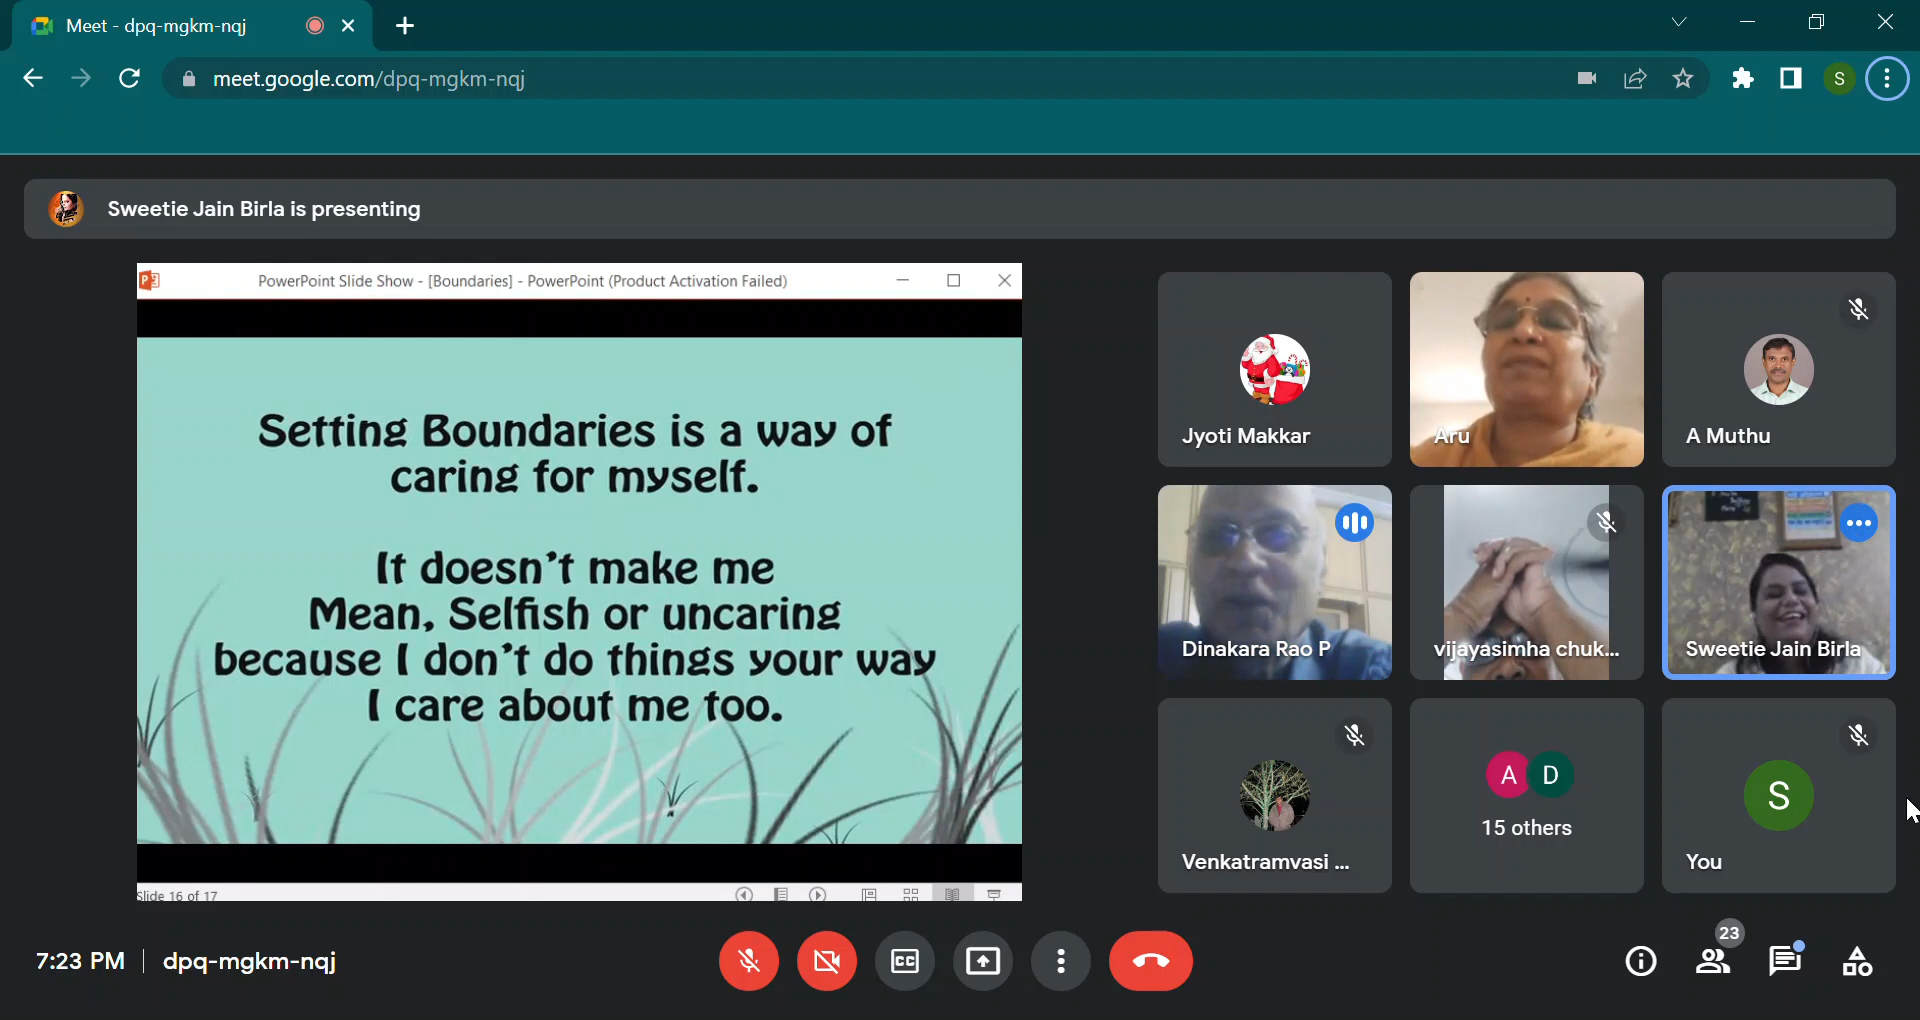 Meet - dpq-mgkm-nqj
meet.google.com/dpq-mgkm-nqj
S
Sweetie Jain Birla is presenting
PowerPoint Slide Show - [Boundaries] - PowerPoint (Product Activation Failed)
Setting Boundaries is a way of
caring for myself.
It doesn't make me
Mean, Selfish or uncaring
because I don't do things your way
I care about me too.
Slide 16 of 17
Jyoti Makkar
Aru
A Muthu
Dinakara Rao P
vijayasimha chuk...
Sweetie Jain Birla
Venkatramvasi ...
A D
15 others
S
You
7:23 PM
dpq-mgkm-nqj
CC
23